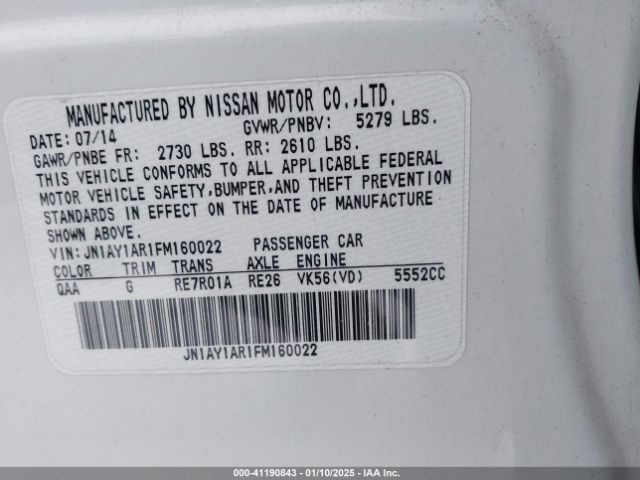 MANUFACTURED BY NISSAN MOTOR CO.,LTD.
DATE: 07/14 GVWR/PNBV: 5279 LBS.
GAWR/PNBE FR: 2730 LBS. RR: 2610 LBS.
THIS VEHICLE CONFORMS TO ALL APPLICABLE FEDERAL
MOTOR VEHICLE SAFETY,BUMPER,AND THEFT PREVENTION
STANDARDS IN EFFECT ON THE DATE OF MANUFACTURE
SHOWN ABOVE.
VIN:JN1AY1AR1FM160022 PASSENGER CAR
COLOR TRIM TRANS AXLE ENGINE
QAA G RE7R01A RE26 VK56(VD) 5552CC
JN1AY1AR1FM160022
000-41190843 - 01/10/2025 - IAA Inc.